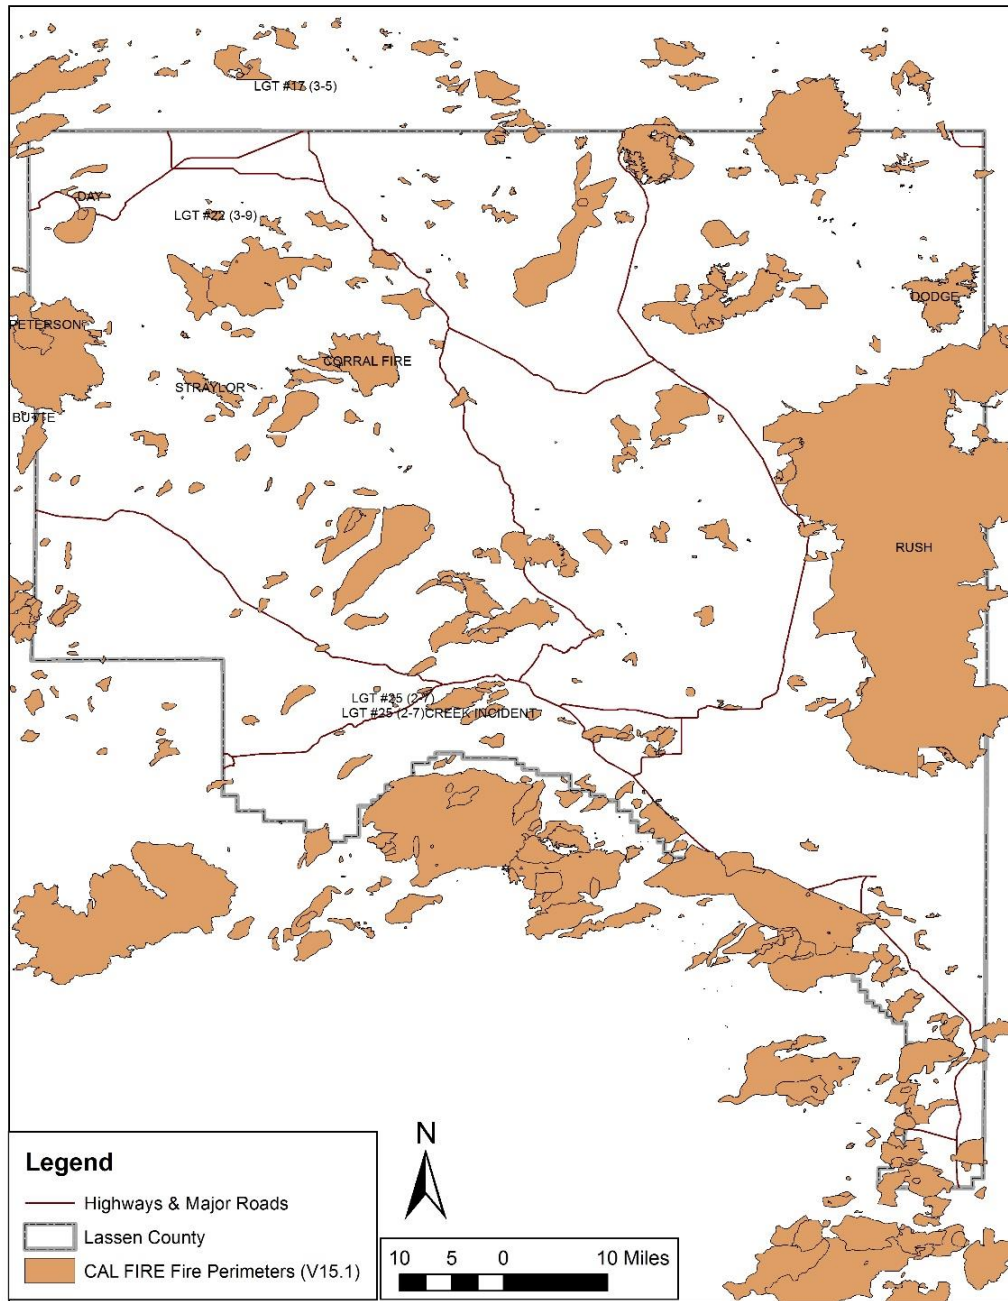 LGT #17 (3-5)
DAY
LGT #22 (3-9)
DODGE
PETERSON
CORRAL FIRE
STRAYLOR
BUTTE
RUSH
LGT #25 (2-7)
LGT #25 (2-7)CREEK INCIDENT
N
Legend
Highways & Major Roads
Lassen County
CAL FIRE Fire Perimeters (V15.1)
10 5 0 10 Miles